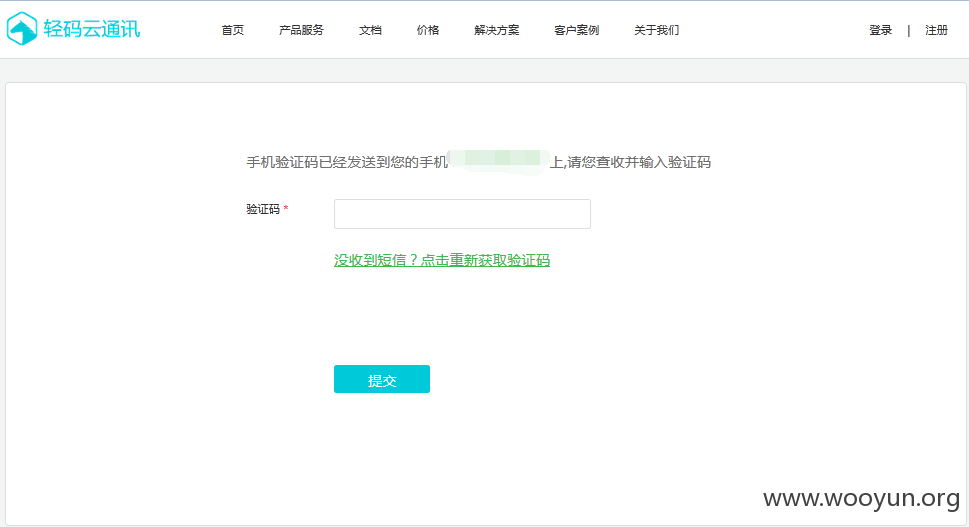 轻码云通讯 首页 产品服务 文档 价格 解决方案 客户案例 关于我们 登录 | 注册
手机验证码已经发送到您的手机 上,请您查收并输入验证码
验证码 *
没收到短信？点击重新获取验证码
提交
www.wooyun.org